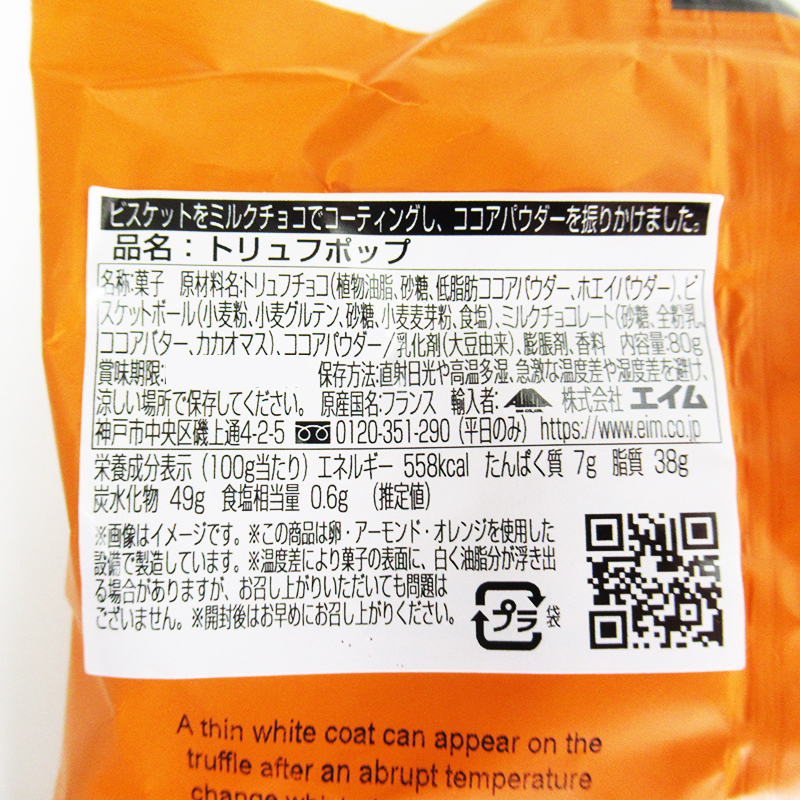 ビスケットをミルクチョコでコーティングし、ココアパウダーを振りかけました。
品名：トリュフポップ
名称:菓子　原材料名:トリュフチョコ(植物油脂、砂糖、低脂肪ココアパウダー、ホエイパウダー)、ビ
スケットボール(小麦粉、小麦グルテン、砂糖、小麦麦芽粉、食塩)、ミルクチョコレート(砂糖、全粉乳、
ココアバター、カカオマス)、ココアパウダー/乳化剤(大豆由来)、膨脹剤、香料　内容量:80g
賞味期限:　保存方法:直射日光や高温多湿、急激な温度差や湿度差を避け、
涼しい場所で保存してください。 原産国名:フランス　輸入者: AIM 株式会社 エイム
神戸市中央区磯上通4-2-5 0120-351-290 (平日のみ) https://www.eim.co.jp
栄養成分表示 (100g当たり) エネルギー 558kcal たんぱく質 7g 脂質 38g
炭水化物 49g 食塩相当量 0.6g (推定値)
※画像はイメージです。※この商品は卵・アーモンド・オレンジを使用した
設備で製造しています。※温度差により菓子の表面に、白く油脂分が浮き出
る場合がありますが、お召し上がりいただいても問題は
ございません。※開封後はお早めにお召し上がりください。
プラ 袋
A thin white coat can appear on the
truffle after an abrupt temperature
change